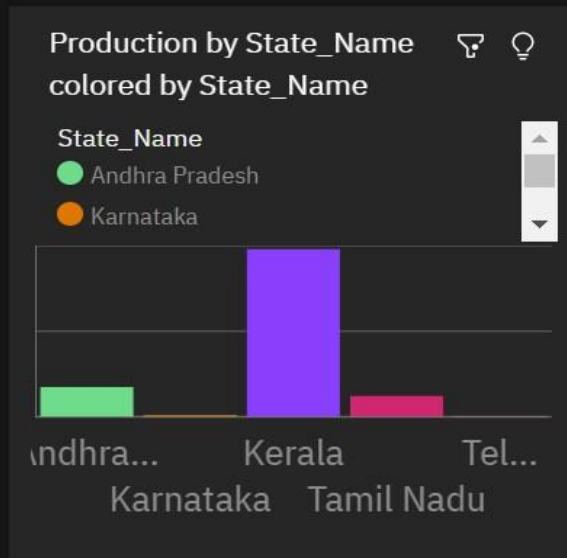 Production by State_Name
colored by State_Name
State_Name
Andhra Pradesh
Karnataka
ndhra...
Kerala
Tel...
Karnataka
Tamil Nadu